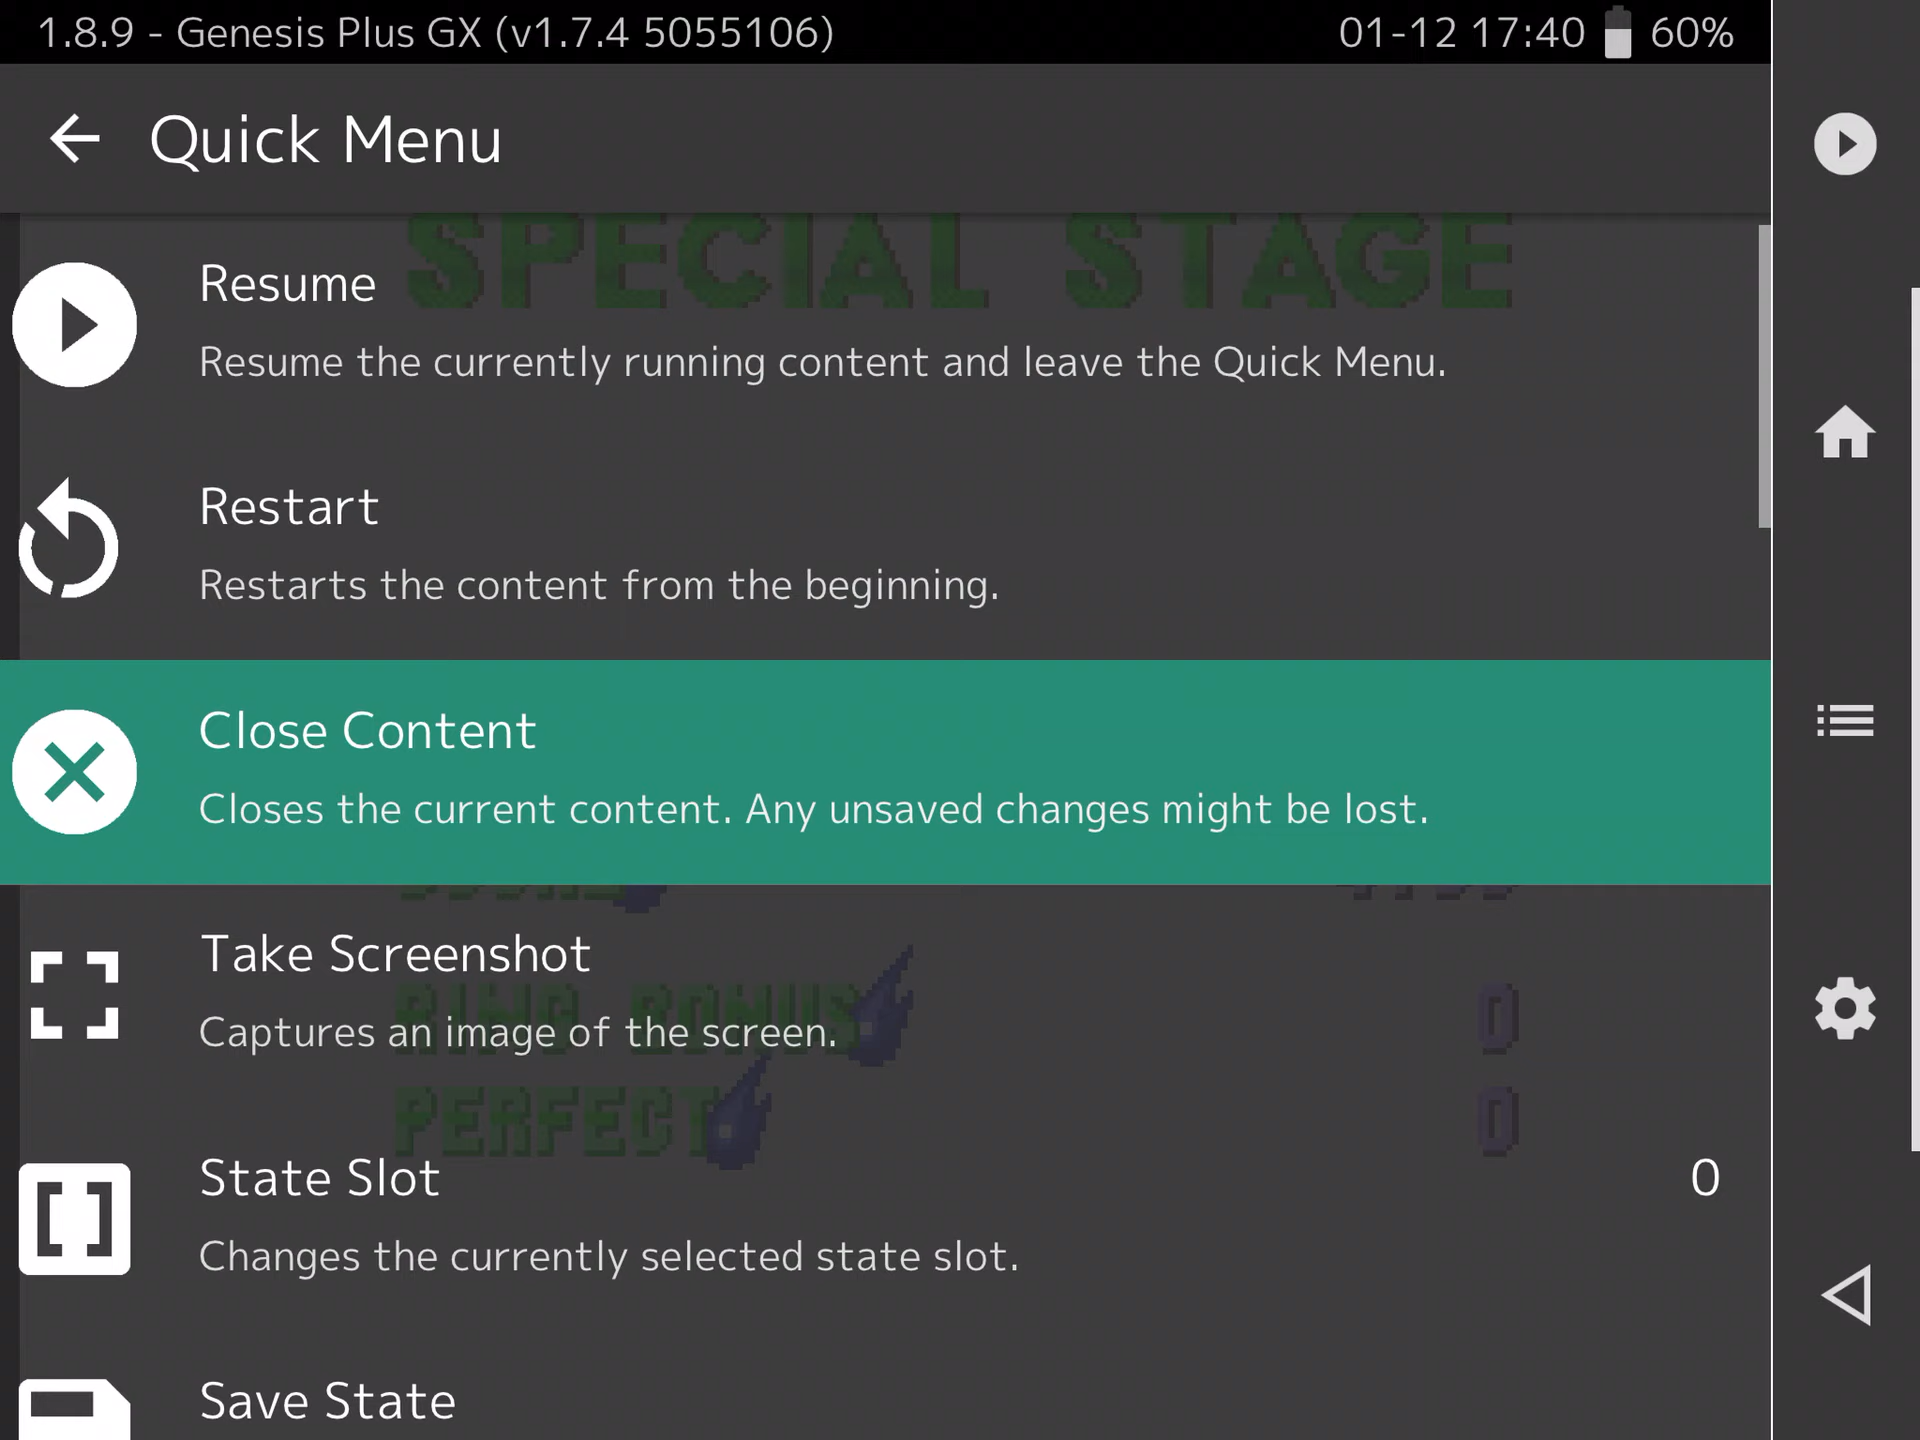 1.8.9 - Genesis Plus GX (v1.7.4 5055106)
01-12 17:40 60%
Quick Menu
SPECIAL STAGE
Resume
Resume the currently running content and leave the Quick Menu.
Restart
Restarts the content from the beginning.
Close Content
Closes the current content. Any unsaved changes might be lost.
Take Screenshot
RING BONUS 0
Captures an image of the screen.
PERFECT 0
State Slot 0
Changes the currently selected state slot.
Save State